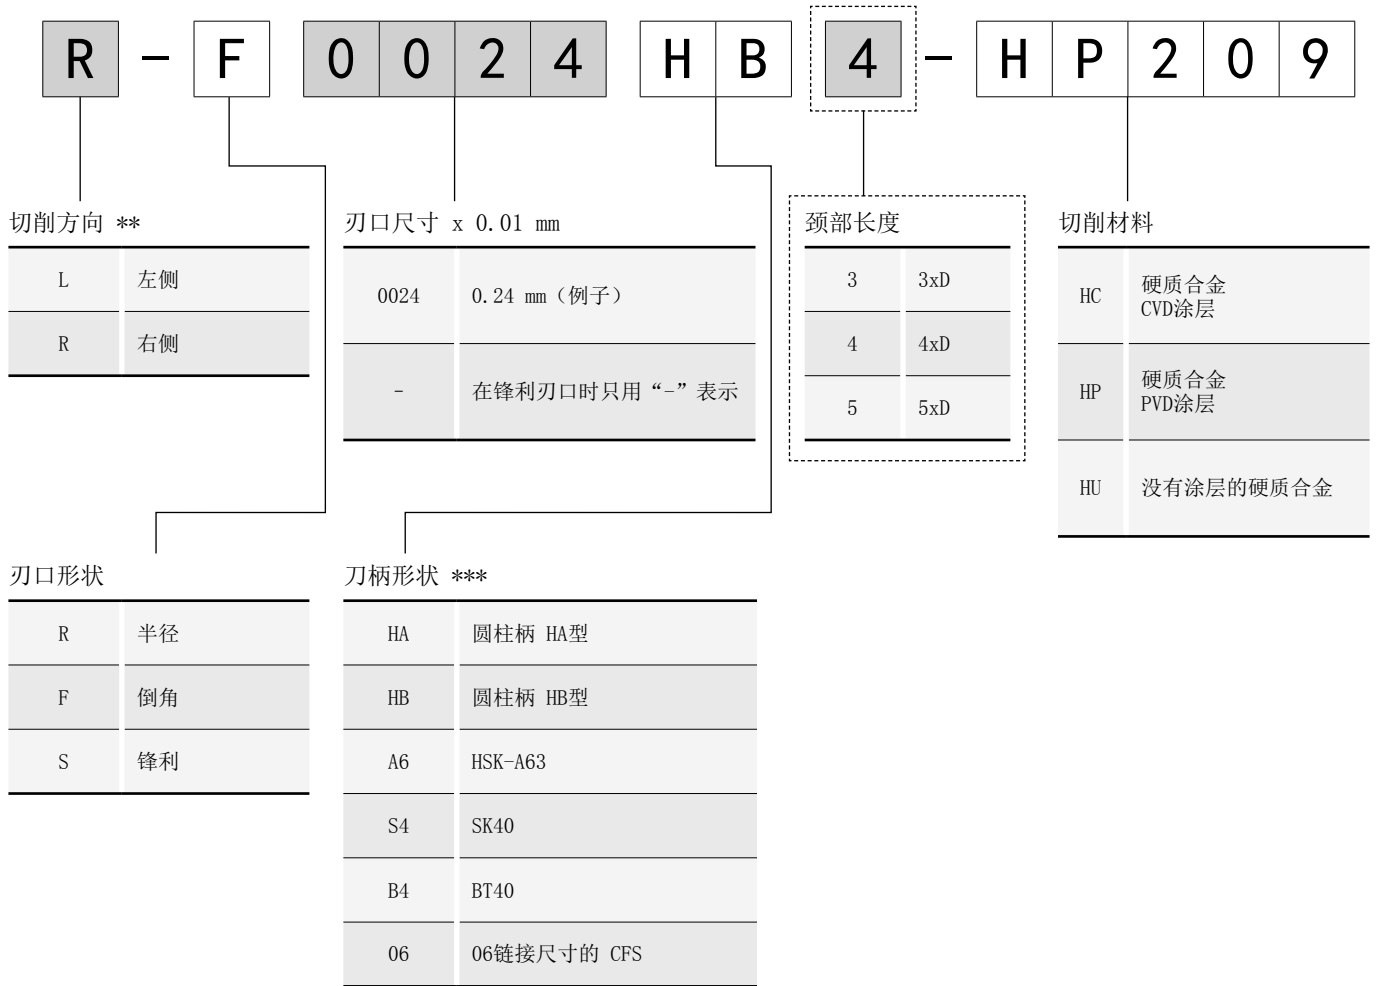 R - F 0 0 2 4 H B 4 - H P 2 0 9
切削方向 **
L 左侧
R 右侧
刃口尺寸 x 0.01 mm
0024 0.24 mm（例子）
- 在锋利刃口时只用“-”表示
颈部长度
3 3xD
4 4xD
5 5xD
切削材料
HC 硬质合金
CVD涂层
HP 硬质合金
PVD涂层
HU 没有涂层的硬质合金
刃口形状
R 半径
F 倒角
S 锋利
刀柄形状 ***
HA 圆柱柄 HA型
HB 圆柱柄 HB型
A6 HSK-A63
S4 SK40
B4 BT40
06 06链接尺寸的 CFS